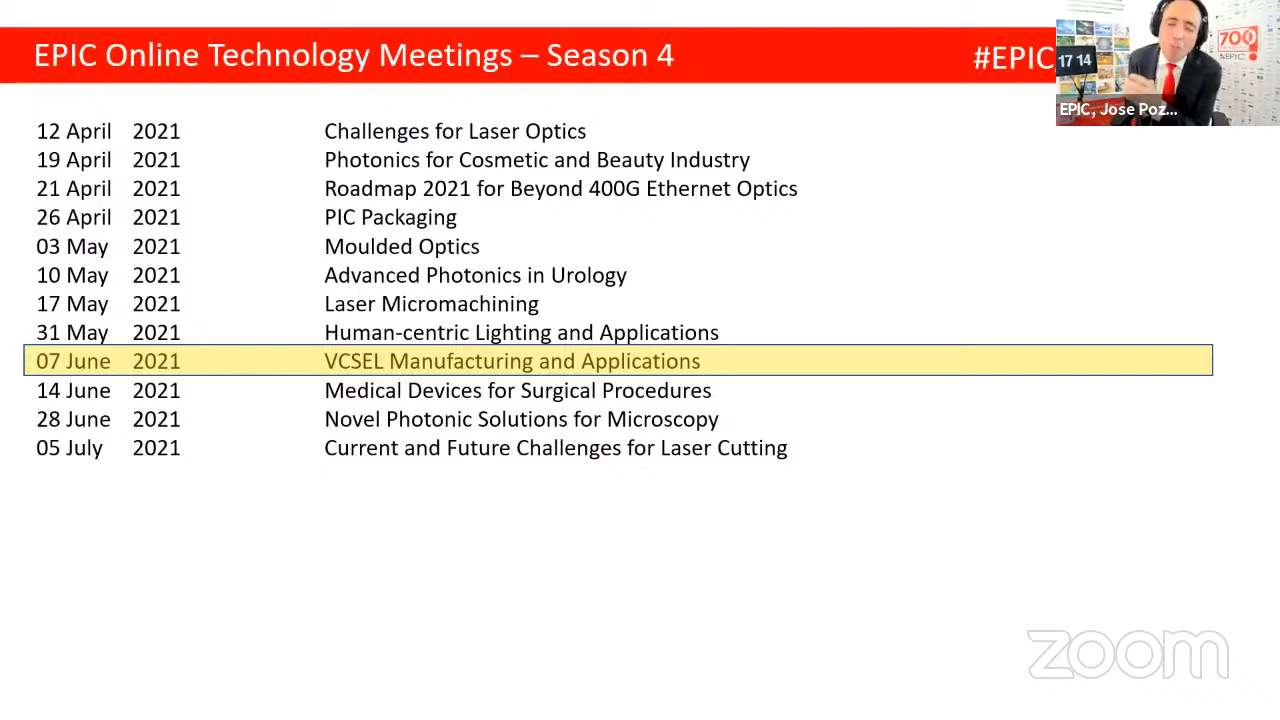 EPIC Online Technology Meetings – Season 4
#EPIC
17 14
700
#EPIC
EPIC, Jose Poz...
12 April 2021 Challenges for Laser Optics
19 April 2021 Photonics for Cosmetic and Beauty Industry
21 April 2021 Roadmap 2021 for Beyond 400G Ethernet Optics
26 April 2021 PIC Packaging
03 May 2021 Moulded Optics
10 May 2021 Advanced Photonics in Urology
17 May 2021 Laser Micromachining
31 May 2021 Human-centric Lighting and Applications
07 June 2021 VCSEL Manufacturing and Applications
14 June 2021 Medical Devices for Surgical Procedures
28 June 2021 Novel Photonic Solutions for Microscopy
05 July 2021 Current and Future Challenges for Laser Cutting
zoom